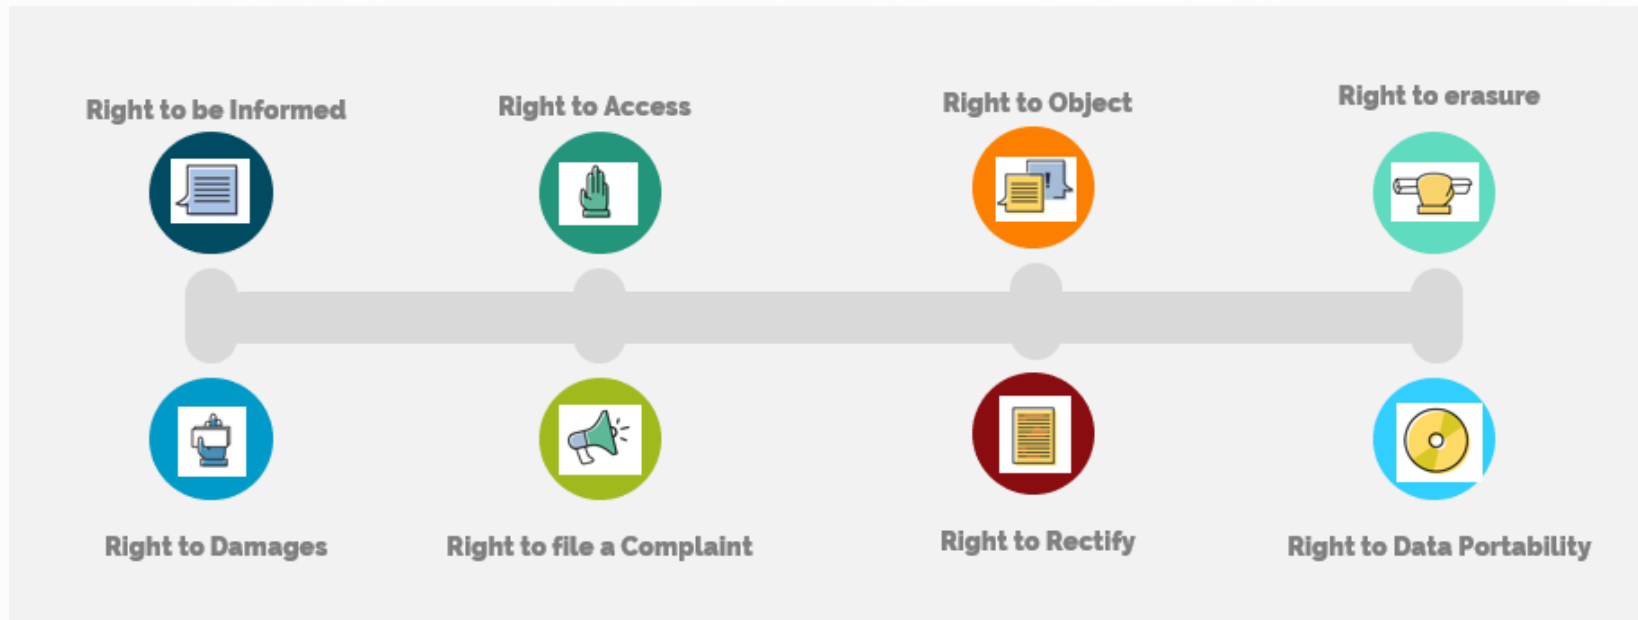 Right to be Informed
Right to Access
Right to Object
Right to erasure
Right to Damages
Right to file a Complaint
Right to Rectify
Right to Data Portability